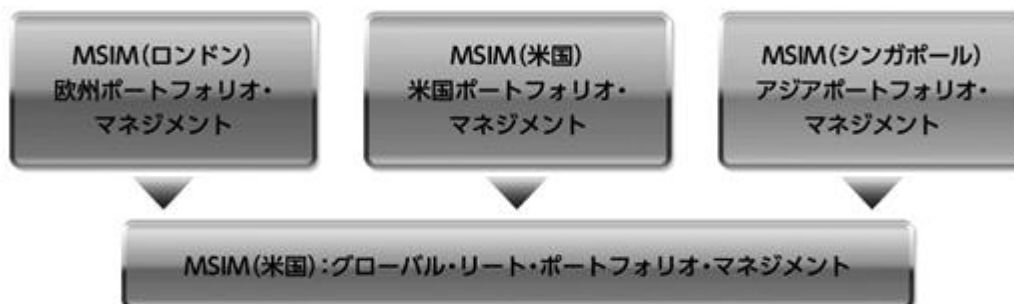 MSIM(ロンドン)
欧州ポートフォリオ・
マネジメント
MSIM(米国)
米国ポートフォリオ・
マネジメント
MSIM(シンガポール)
アジアポートフォリオ・
マネジメント
MSIM(米国):グローバル・リート・ポートフォリオ・マネジメント